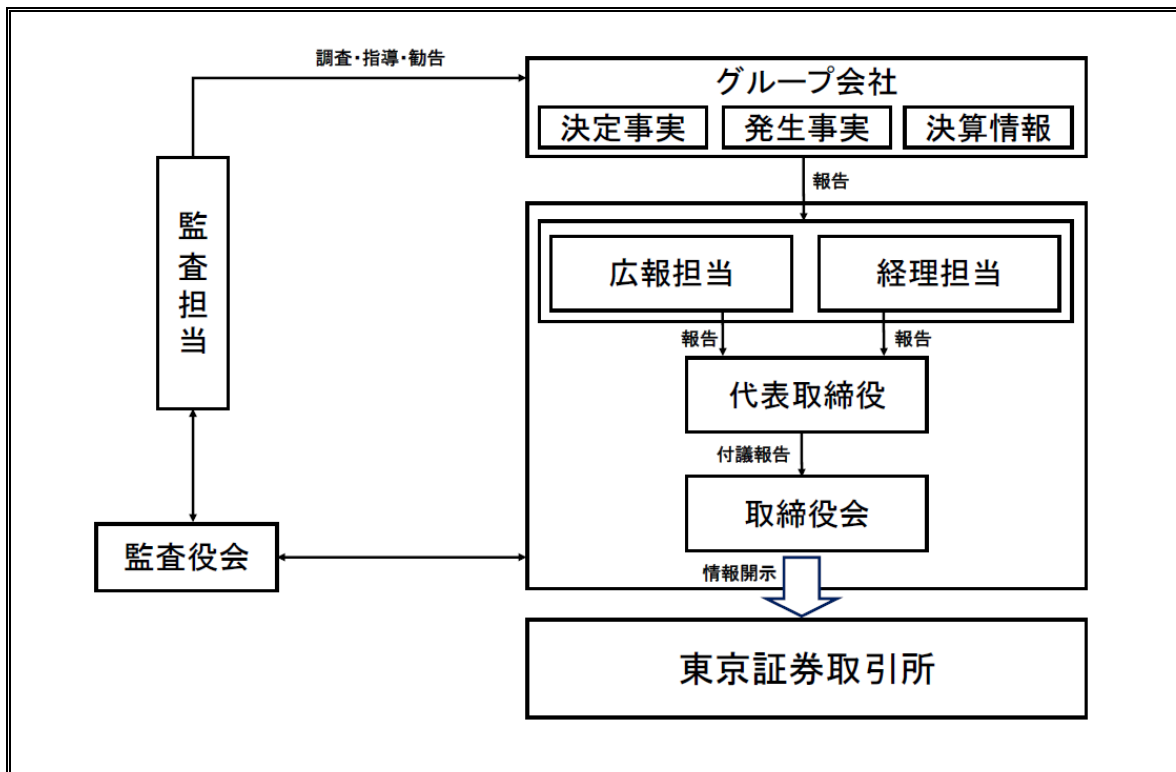 調査・指導・勧告
グループ会社
決定事実
発生事実
決算情報
報告
監査担当
広報担当
経理担当
報告
報告
代表取締役
付議報告
取締役会
監査役会
情報開示
東京証券取引所